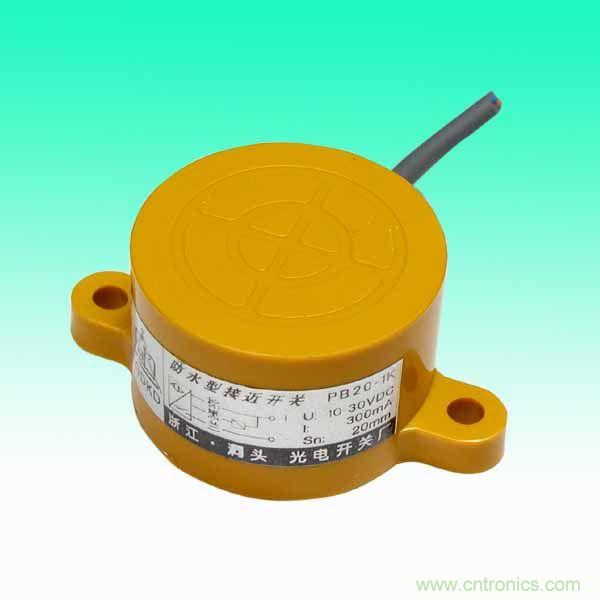 防水型接近开关 PB20-1K
U: 10-30VDC
I: 300mA
Sn: 20mm
浙江·洞头 光电开关厂
www.cntronics.com